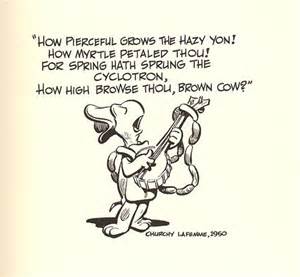 "HOW PIERCEFUL GROWS THE HAZY YON!
HOW MYRTLE PETALED THOU!
FOR SPRING HATH SPRUNG THE
CYCLOTRON,
HOW HIGH BROWSE THOU, BROWN COW?"
CHURCHY LAFEMME, 1950